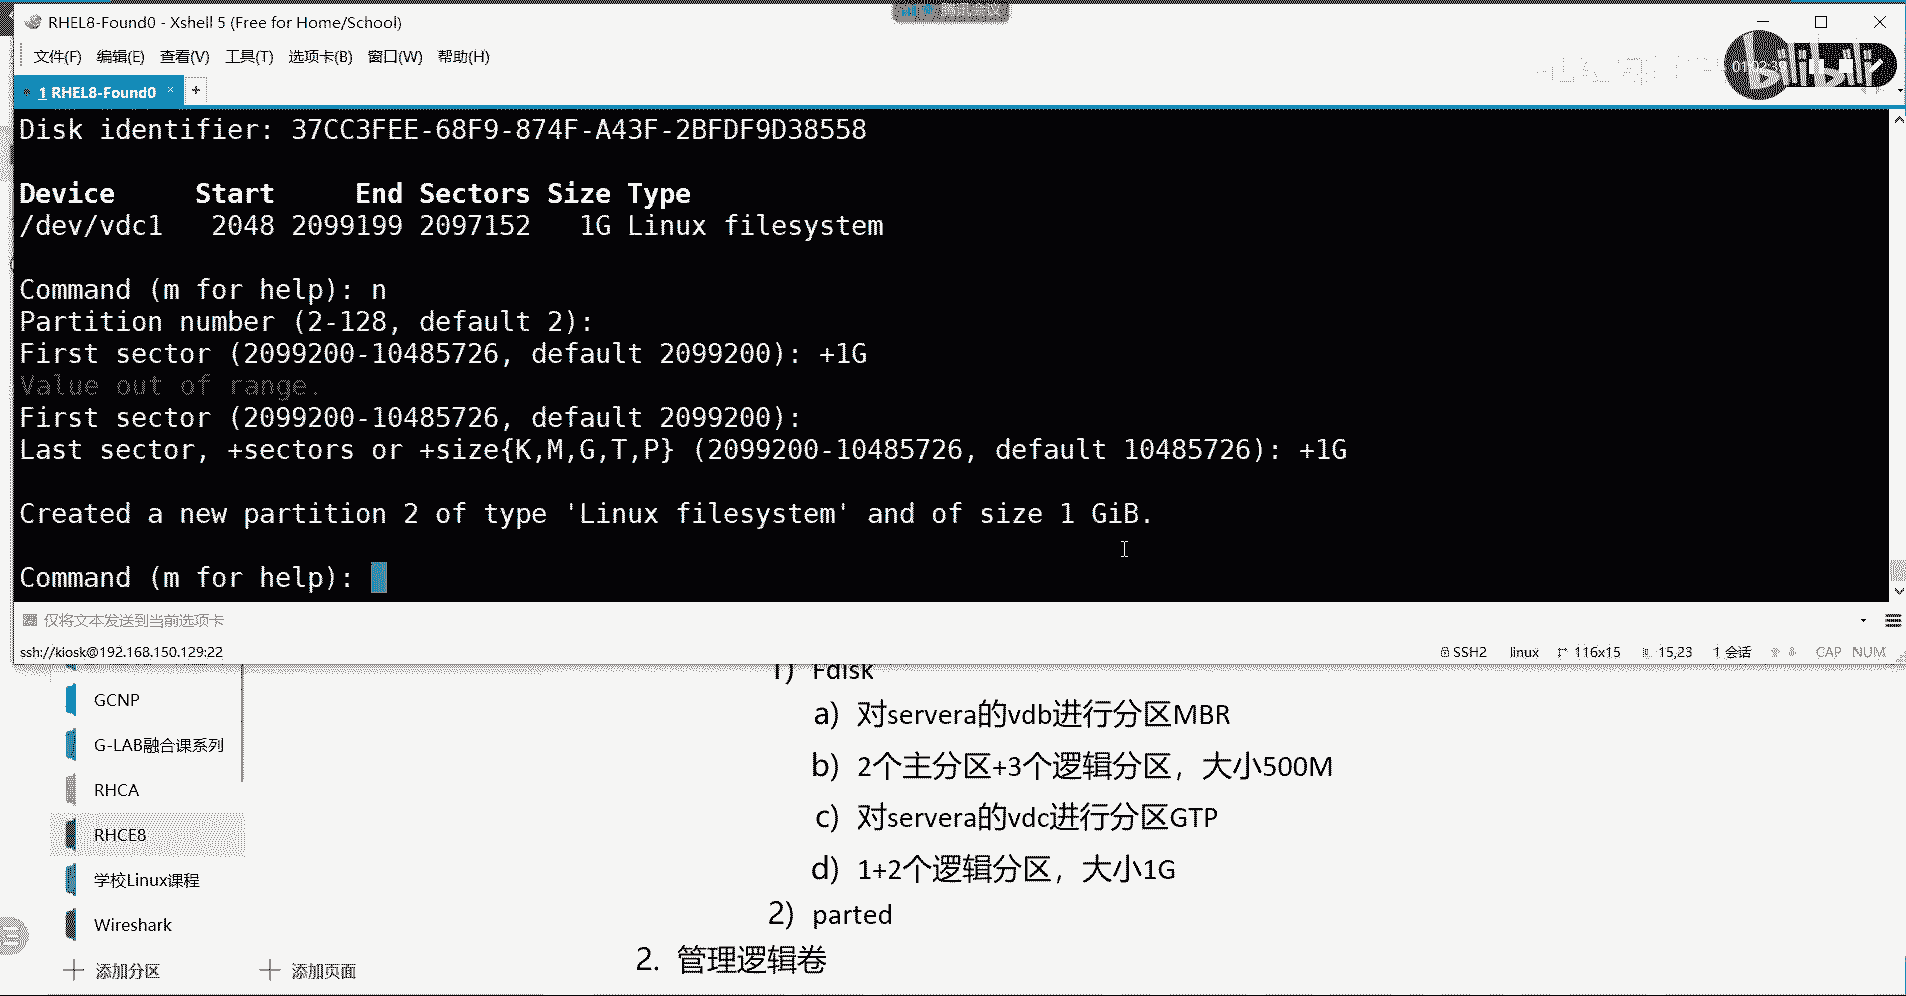 腾讯会议
RHEL8-Found0 - Xshell 5 (Free for Home/School)
文件(F) 编辑(E) 查看(V) 工具(T) 选项卡(B) 窗口(W) 帮助(H)
bilibili
1 RHEL8-Found0 × +
Disk identifier: 37CC3FEE-68F9-874F-A43F-2BFDF9D38558
Device Start End Sectors Size Type
/dev/vdc1 2048 2099199 2097152 1G Linux filesystem
Command (m for help): n
Partition number (2-128, default 2):
First sector (2099200-10485726, default 2099200): +1G
Value out of range.
First sector (2099200-10485726, default 2099200):
Last sector, +sectors or +size{K,M,G,T,P} (2099200-10485726, default 10485726): +1G
Created a new partition 2 of type 'Linux filesystem' and of size 1 GiB.
Command (m for help):
仅将文本发送到当前选项卡
ssh://kiosk@192.168.150.129:22 SSH2 linux 116x15 15,23 1 会话 CAP NUM
1) Fdisk
GCNP
a) 对servera的vdb进行分区MBR
G-LAB融合课系列
b) 2个主分区+3个逻辑分区，大小500M
RHCA
c) 对servera的vdc进行分区GTP
RHCE8
d) 1+2个逻辑分区，大小1G
学校Linux课程
2) parted
Wireshark
2. 管理逻辑卷
添加分区 添加页面